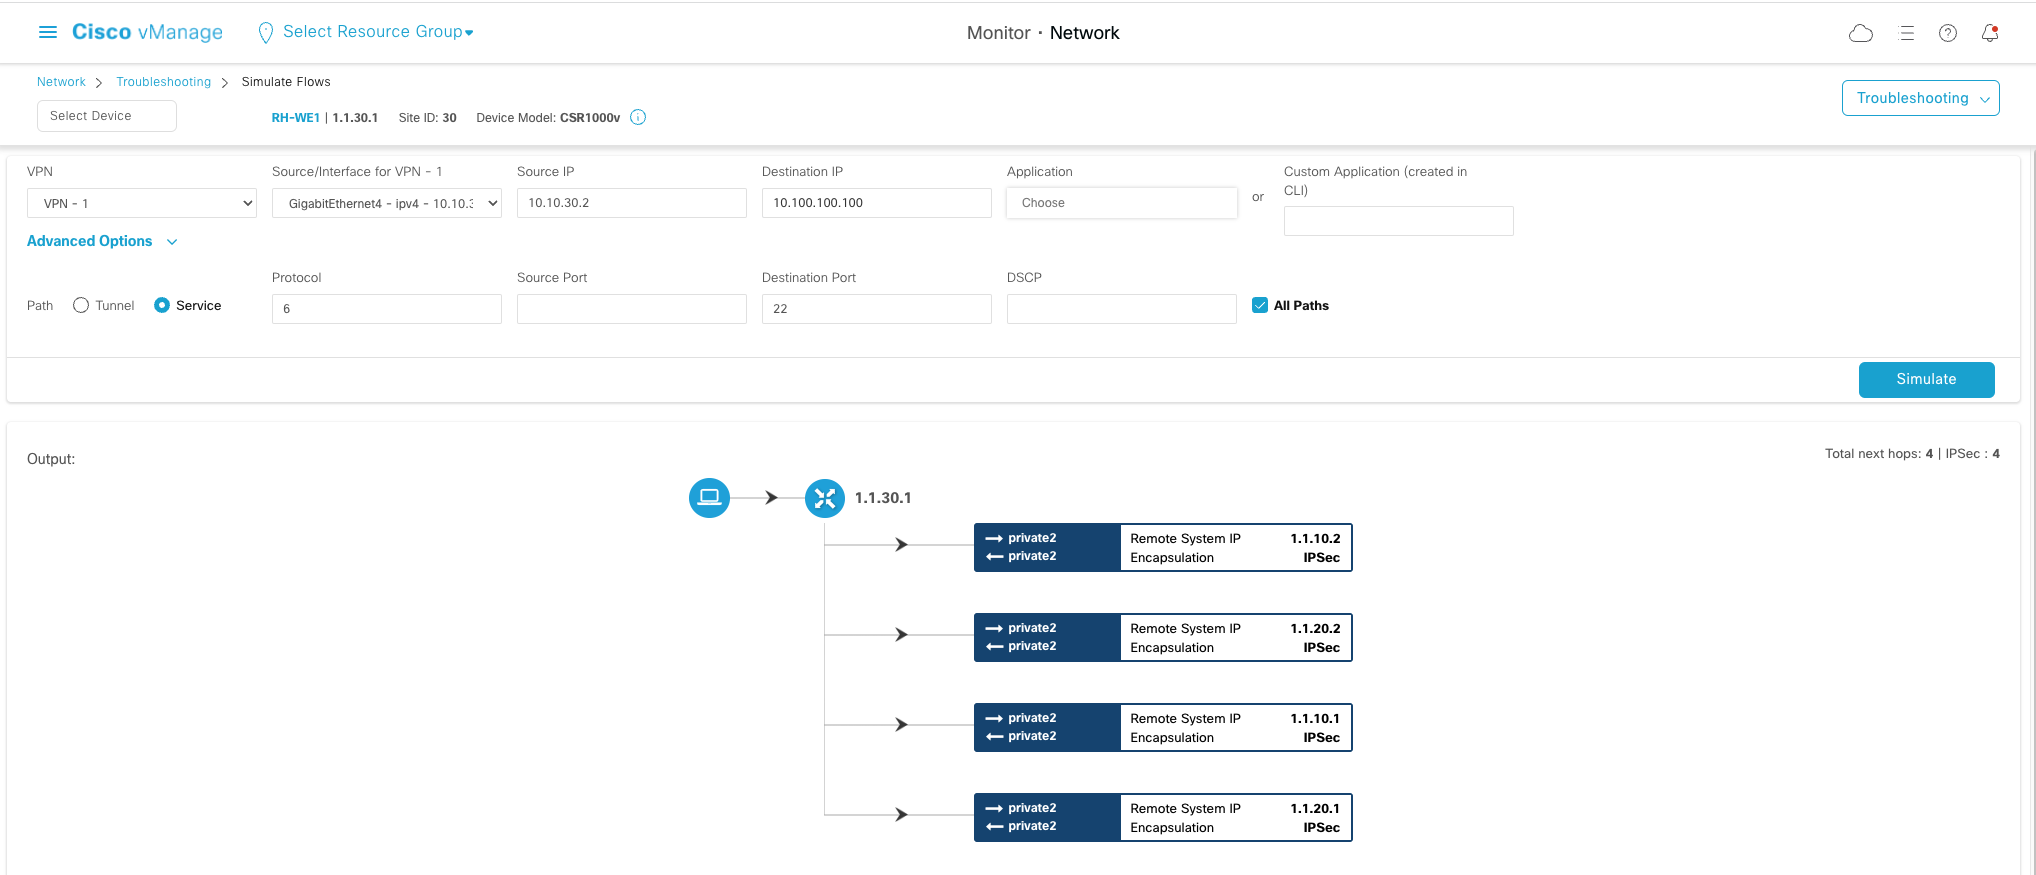 Cisco vManage
Select Resource Group
Monitor · Network
Network > Troubleshooting > Simulate Flows
Troubleshooting
Select Device
RH-WE1 | 1.1.30.1 Site ID: 30 Device Model: CSR1000v
VPN
Source/Interface for VPN - 1
Source IP
Destination IP
Application
Custom Application (created in
CLI)
VPN - 1
GigabitEthernet4 - ipv4 - 10.10.3
10.10.30.2
10.100.100.100
Choose
or
Advanced Options
Protocol
Source Port
Destination Port
DSCP
Path Tunnel Service
6
22
All Paths
Simulate
Output:
Total next hops: 4 | IPSec : 4
1.1.30.1
private2
private2
Remote System IP 1.1.10.2
Encapsulation IPSec
private2
private2
Remote System IP 1.1.20.2
Encapsulation IPSec
private2
private2
Remote System IP 1.1.10.1
Encapsulation IPSec
private2
private2
Remote System IP 1.1.20.1
Encapsulation IPSec